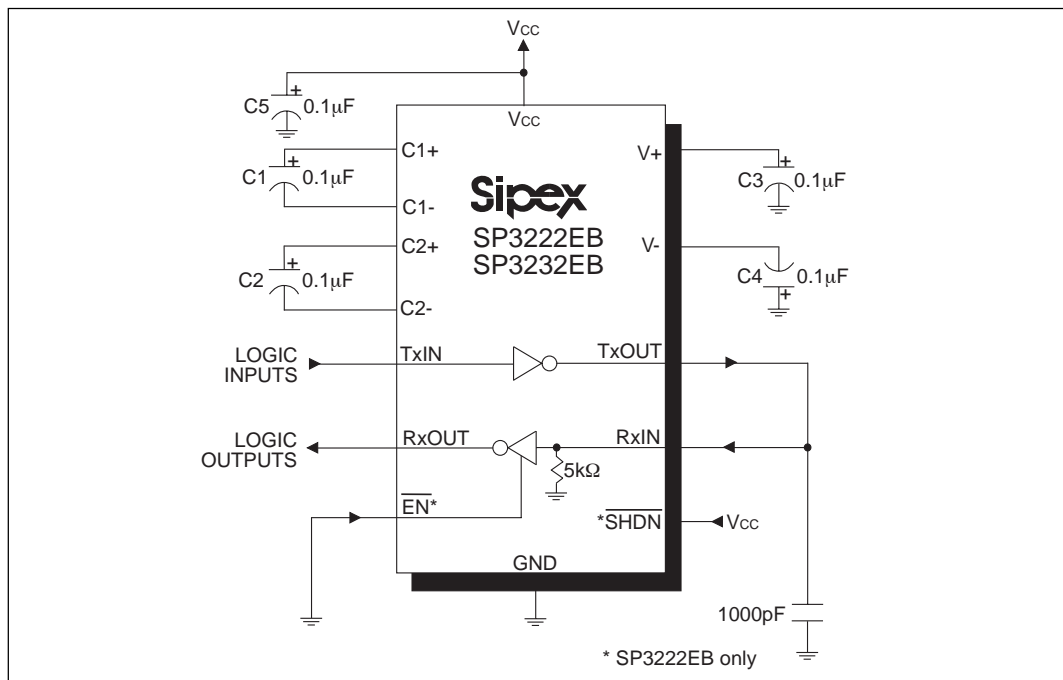 Vcc
C5
+
0.1µF
Vcc
C1
+
0.1µF
C1+
C1-
V+
C3
+
0.1µF
Sipex
SP3222EB
SP3232EB
C2
+
0.1µF
C2+
C2-
V-
C4
+
0.1µF
LOGIC
INPUTS
TxIN
TxOUT
LOGIC
OUTPUTS
RxOUT
RxIN
5kΩ
EN*
*SHDN
Vcc
GND
1000pF
* SP3222EB only